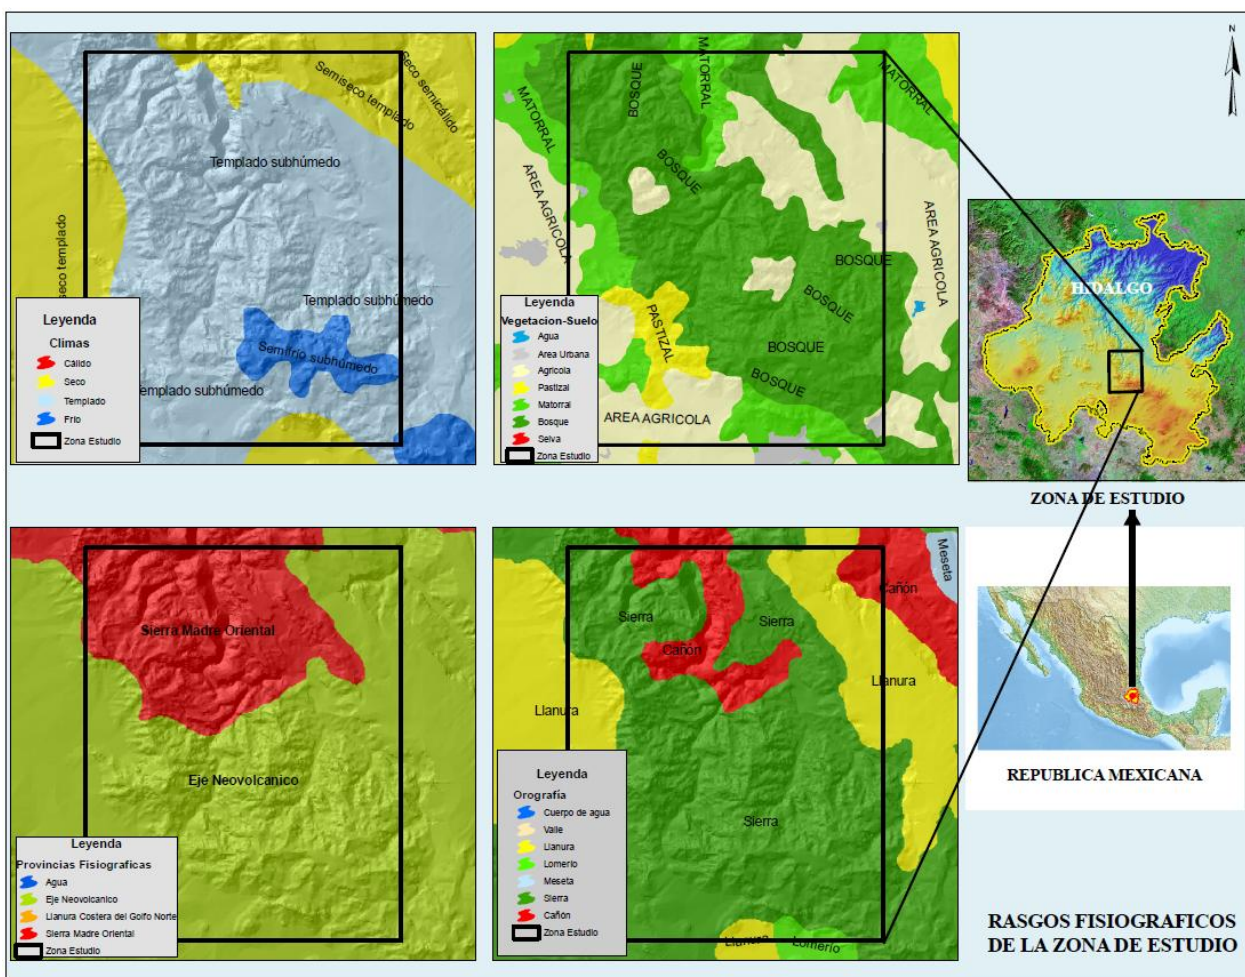 Semiseco templado
Seco semicálido
Templado subhúmedo
Templado subhúmedo
Semifrío subhúmedo
Templado subhúmedo
seco templado
Leyenda
Climas
Cálido
Seco
Templado
Frío
Zona Estudio
MATORRAL
BOSQUE
MATORRAL
MATORRAL
BOSQUE
AREA AGRICOLA
AREA AGRICOLA
BOSQUE
BOSQUE
PASTIZAL
BOSQUE
BOSQUE
AREA AGRICOLA
Leyenda
Vegetacion-Suelo
Agua
Area Urbana
Agricola
Pastizal
Matorral
Bosque
Selva
Zona Estudio
N
HIDALGO
ZONA DE ESTUDIO
Sierra Madre Oriental
Eje Neovolcanico
Leyenda
Provincias Fisiograficas
Agua
Eje Neovolcanico
Llanura Costera del Golfo Norte
Sierra Madre Oriental
Zona Estudio
Meseta
Cañón
Sierra
Sierra
Cañón
Llanura
Llanura
Sierra
Llanura
Lomerio
Leyenda
Orografía
Cuerpo de agua
Valle
Llanura
Lomerio
Meseta
Sierra
Cañón
Zona Estudio
REPUBLICA MEXICANA
RASGOS FISIOGRAFICOS
DE LA ZONA DE ESTUDIO